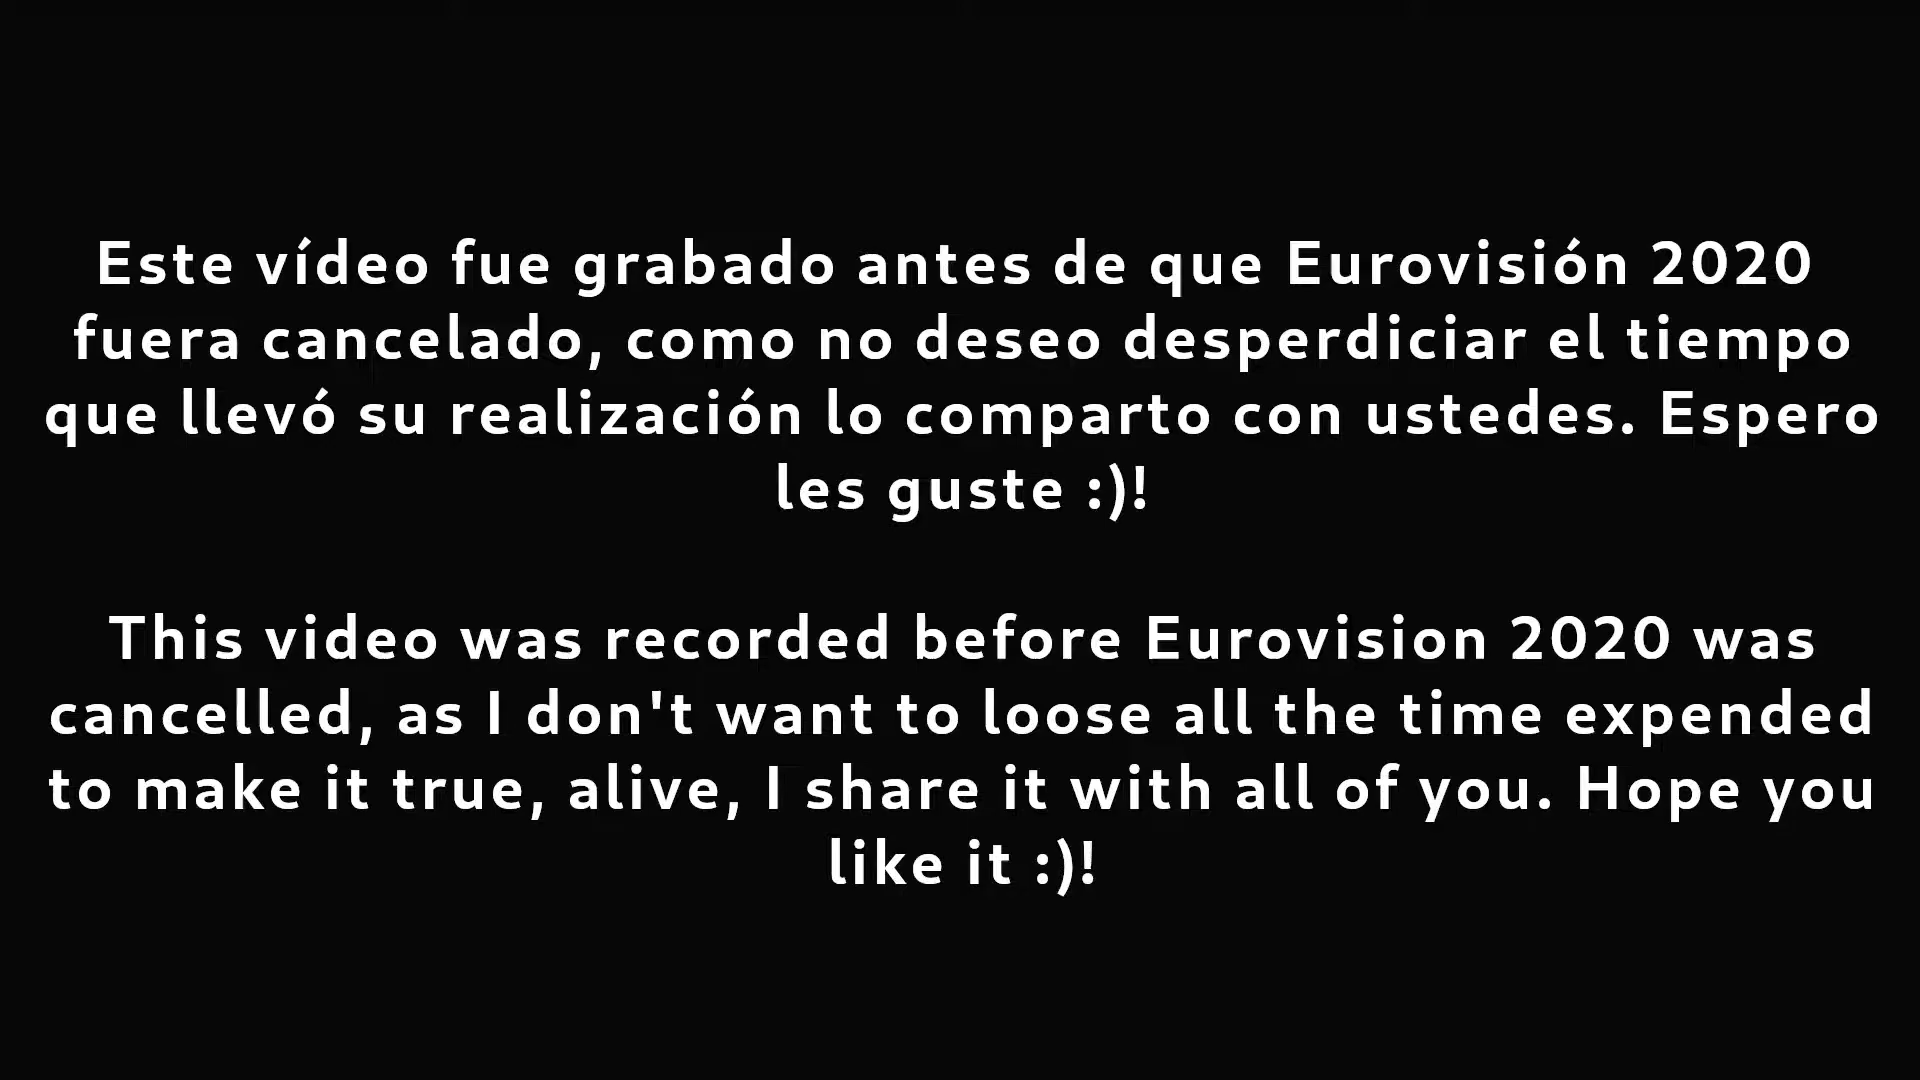 Este vídeo fue grabado antes de que Eurovisión 2020
fuera cancelado, como no deseo desperdiciar el tiempo
que llevó su realización lo comparto con ustedes. Espero
les guste :)!
This video was recorded before Eurovision 2020 was
cancelled, as I don't want to loose all the time expended
to make it true, alive, I share it with all of you. Hope you
like it :)!